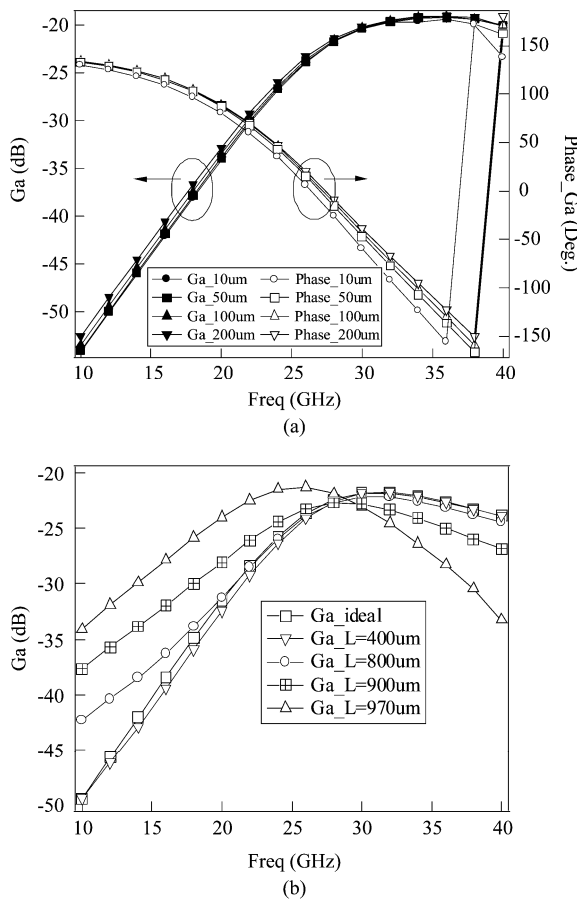 -20
-25
-30
-35
-40
-45
-50
Ga (dB)
150
100
50
0
-50
-100
-150
Phase_Ga (Deg.)
Ga_10um
Ga_50um
Ga_100um
Ga_200um
Phase_10um
Phase_50um
Phase_100um
Phase_200um
10 15 20 25 30 35 40
Freq (GHz)
(a)
-20
-25
-30
-35
-40
-45
-50
Ga (dB)
Ga_ideal
Ga_L=400um
Ga_L=800um
Ga_L=900um
Ga_L=970um
10 15 20 25 30 35 40
Freq (GHz)
(b)